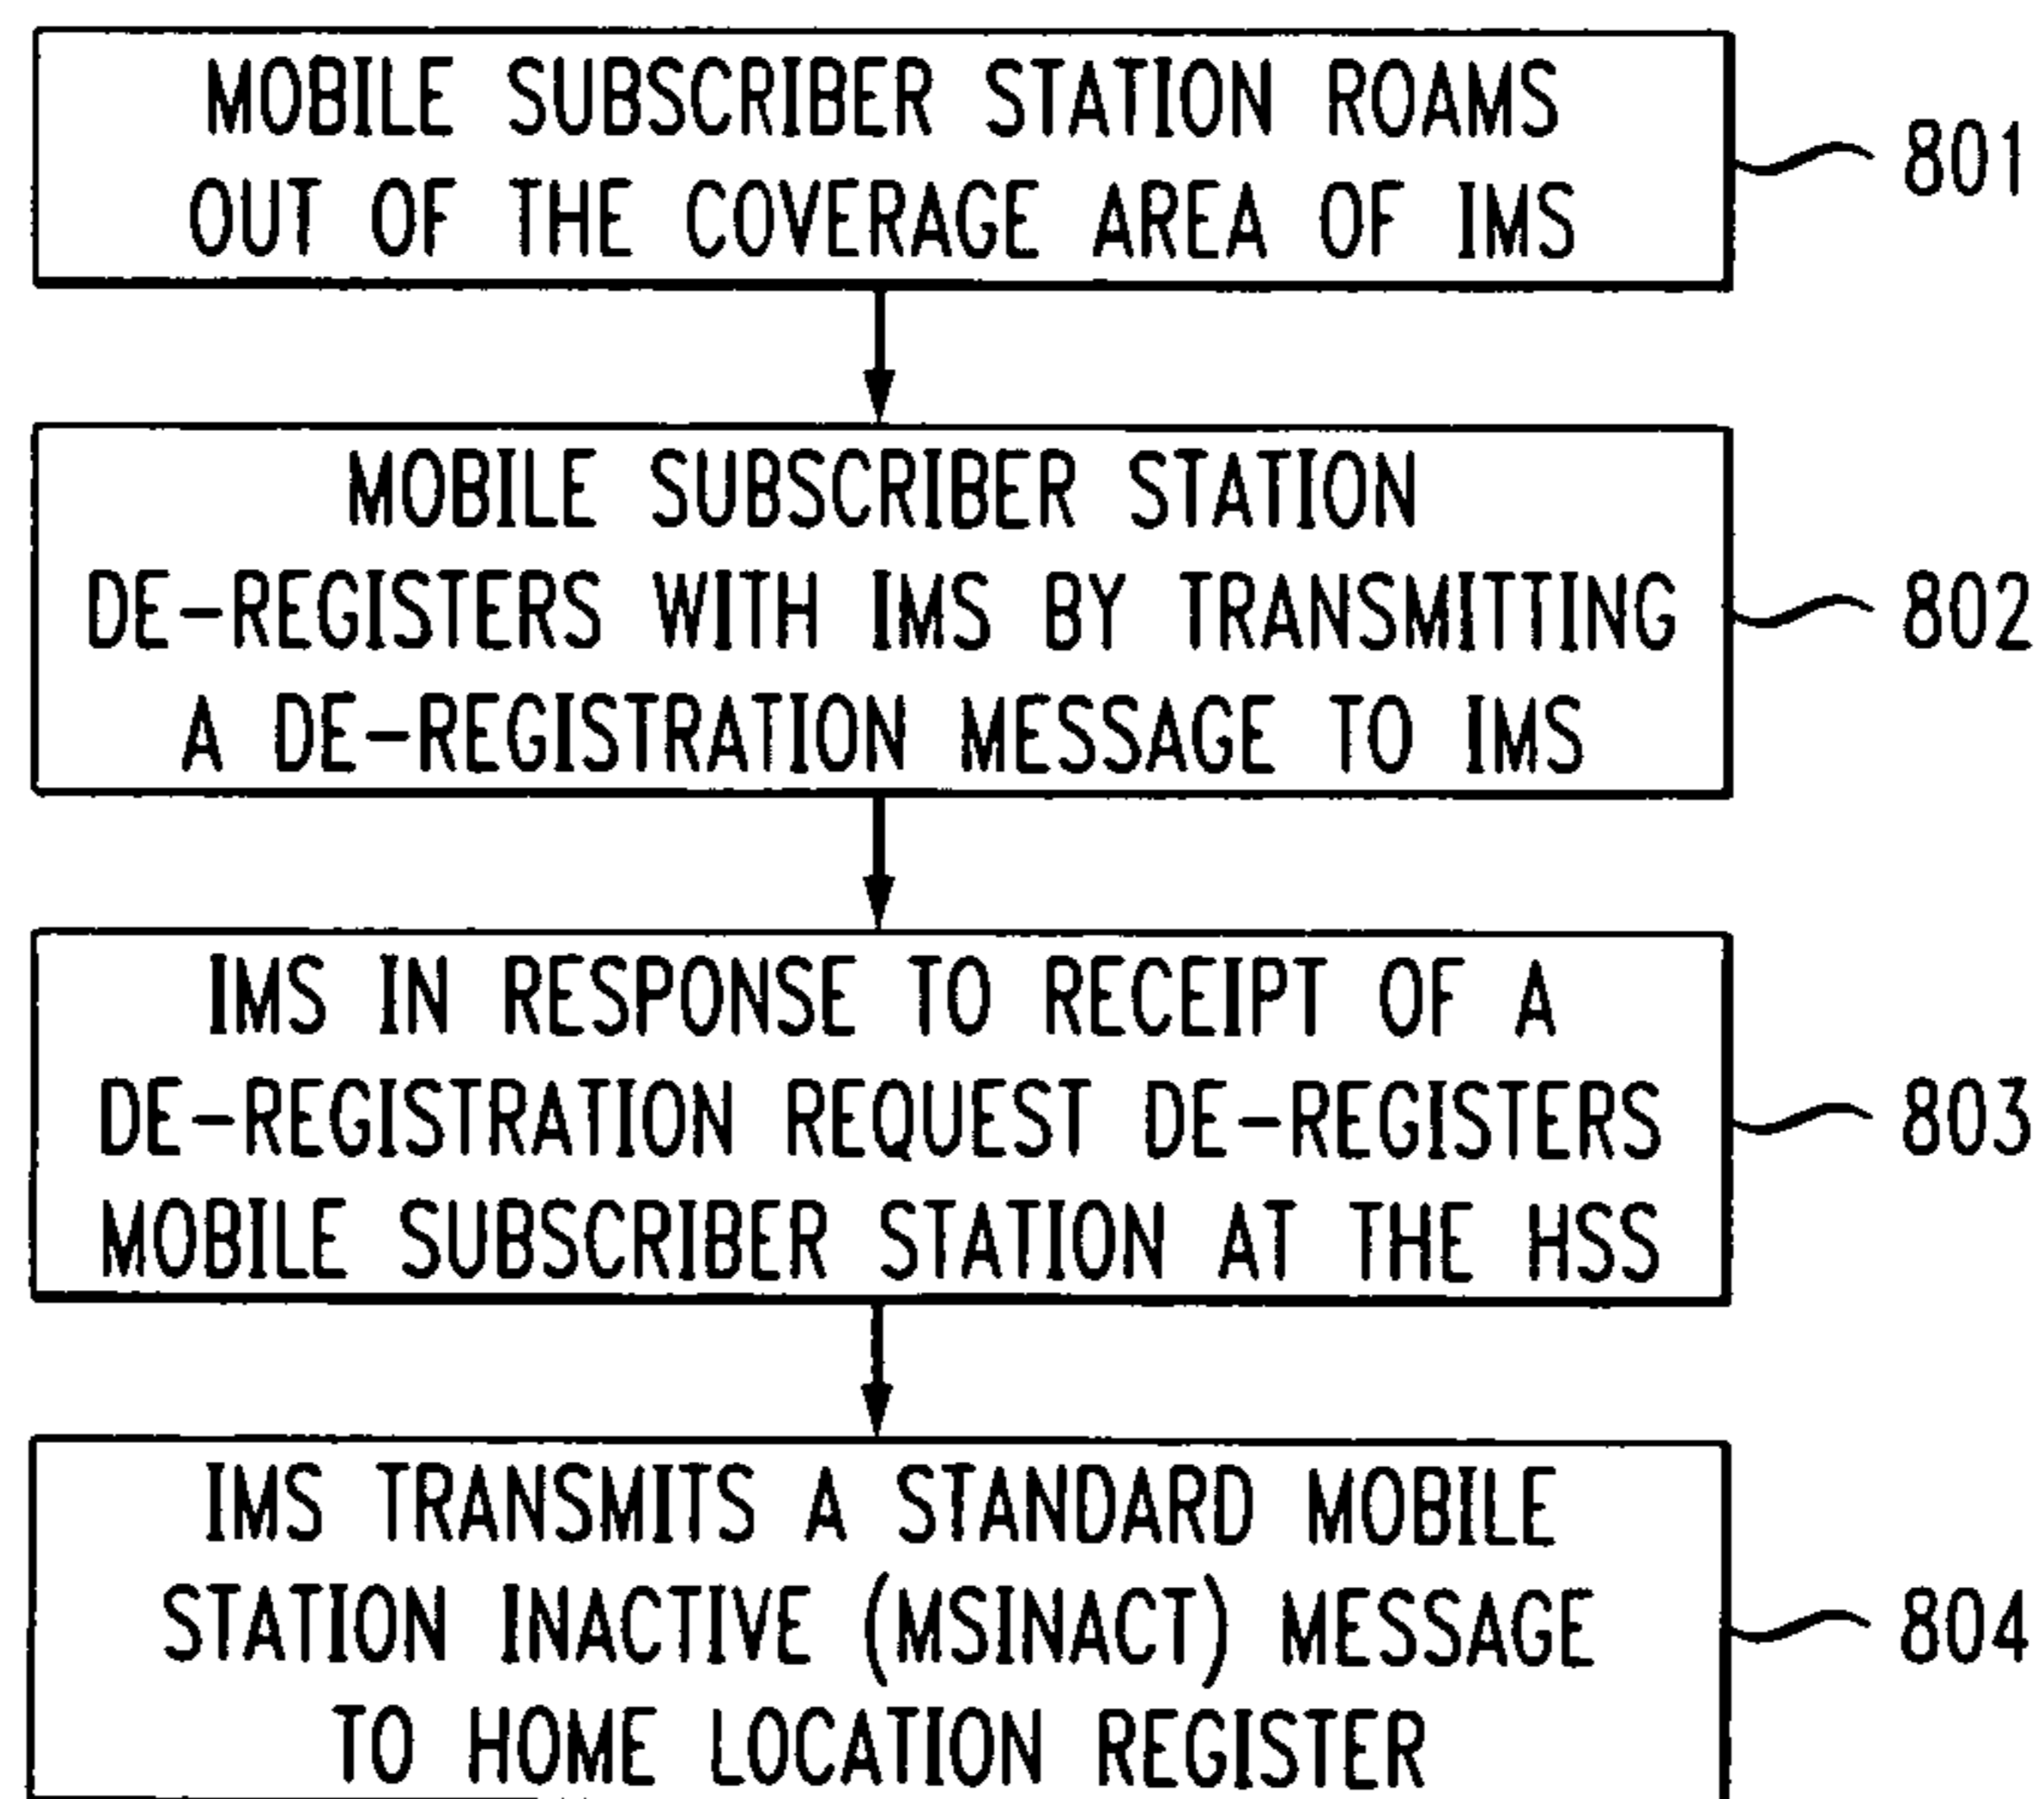 MOBILE SUBSCRIBER STATION ROAMS
OUT OF THE COVERAGE AREA OF IMS
801
MOBILE SUBSCRIBER STATION
DE-REGISTERS WITH IMS BY TRANSMITTING
A DE-REGISTRATION MESSAGE TO IMS
802
IMS IN RESPONSE TO RECEIPT OF A
DE-REGISTRATION REQUEST DE-REGISTERS
MOBILE SUBSCRIBER STATION AT THE HSS
803
IMS TRANSMITS A STANDARD MOBILE
STATION INACTIVE (MSINACT) MESSAGE
TO HOME LOCATION REGISTER
804